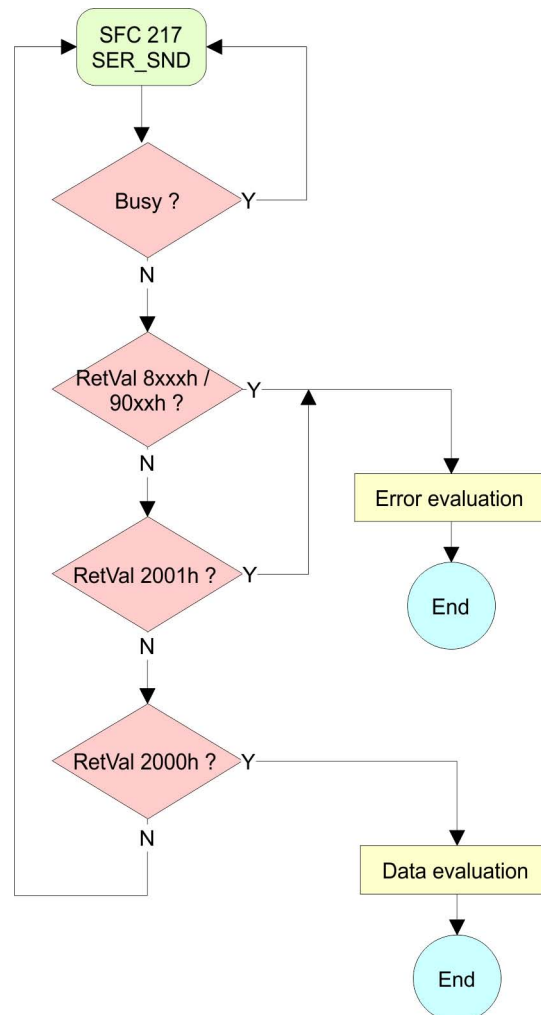 SFC 217
SER_SND
Busy ?
Y
N
RetVal 8xxxh /
90xxh ?
Y
N
Error evaluation
RetVal 2001h ?
Y
End
N
RetVal 2000h ?
Y
N
Data evaluation
End